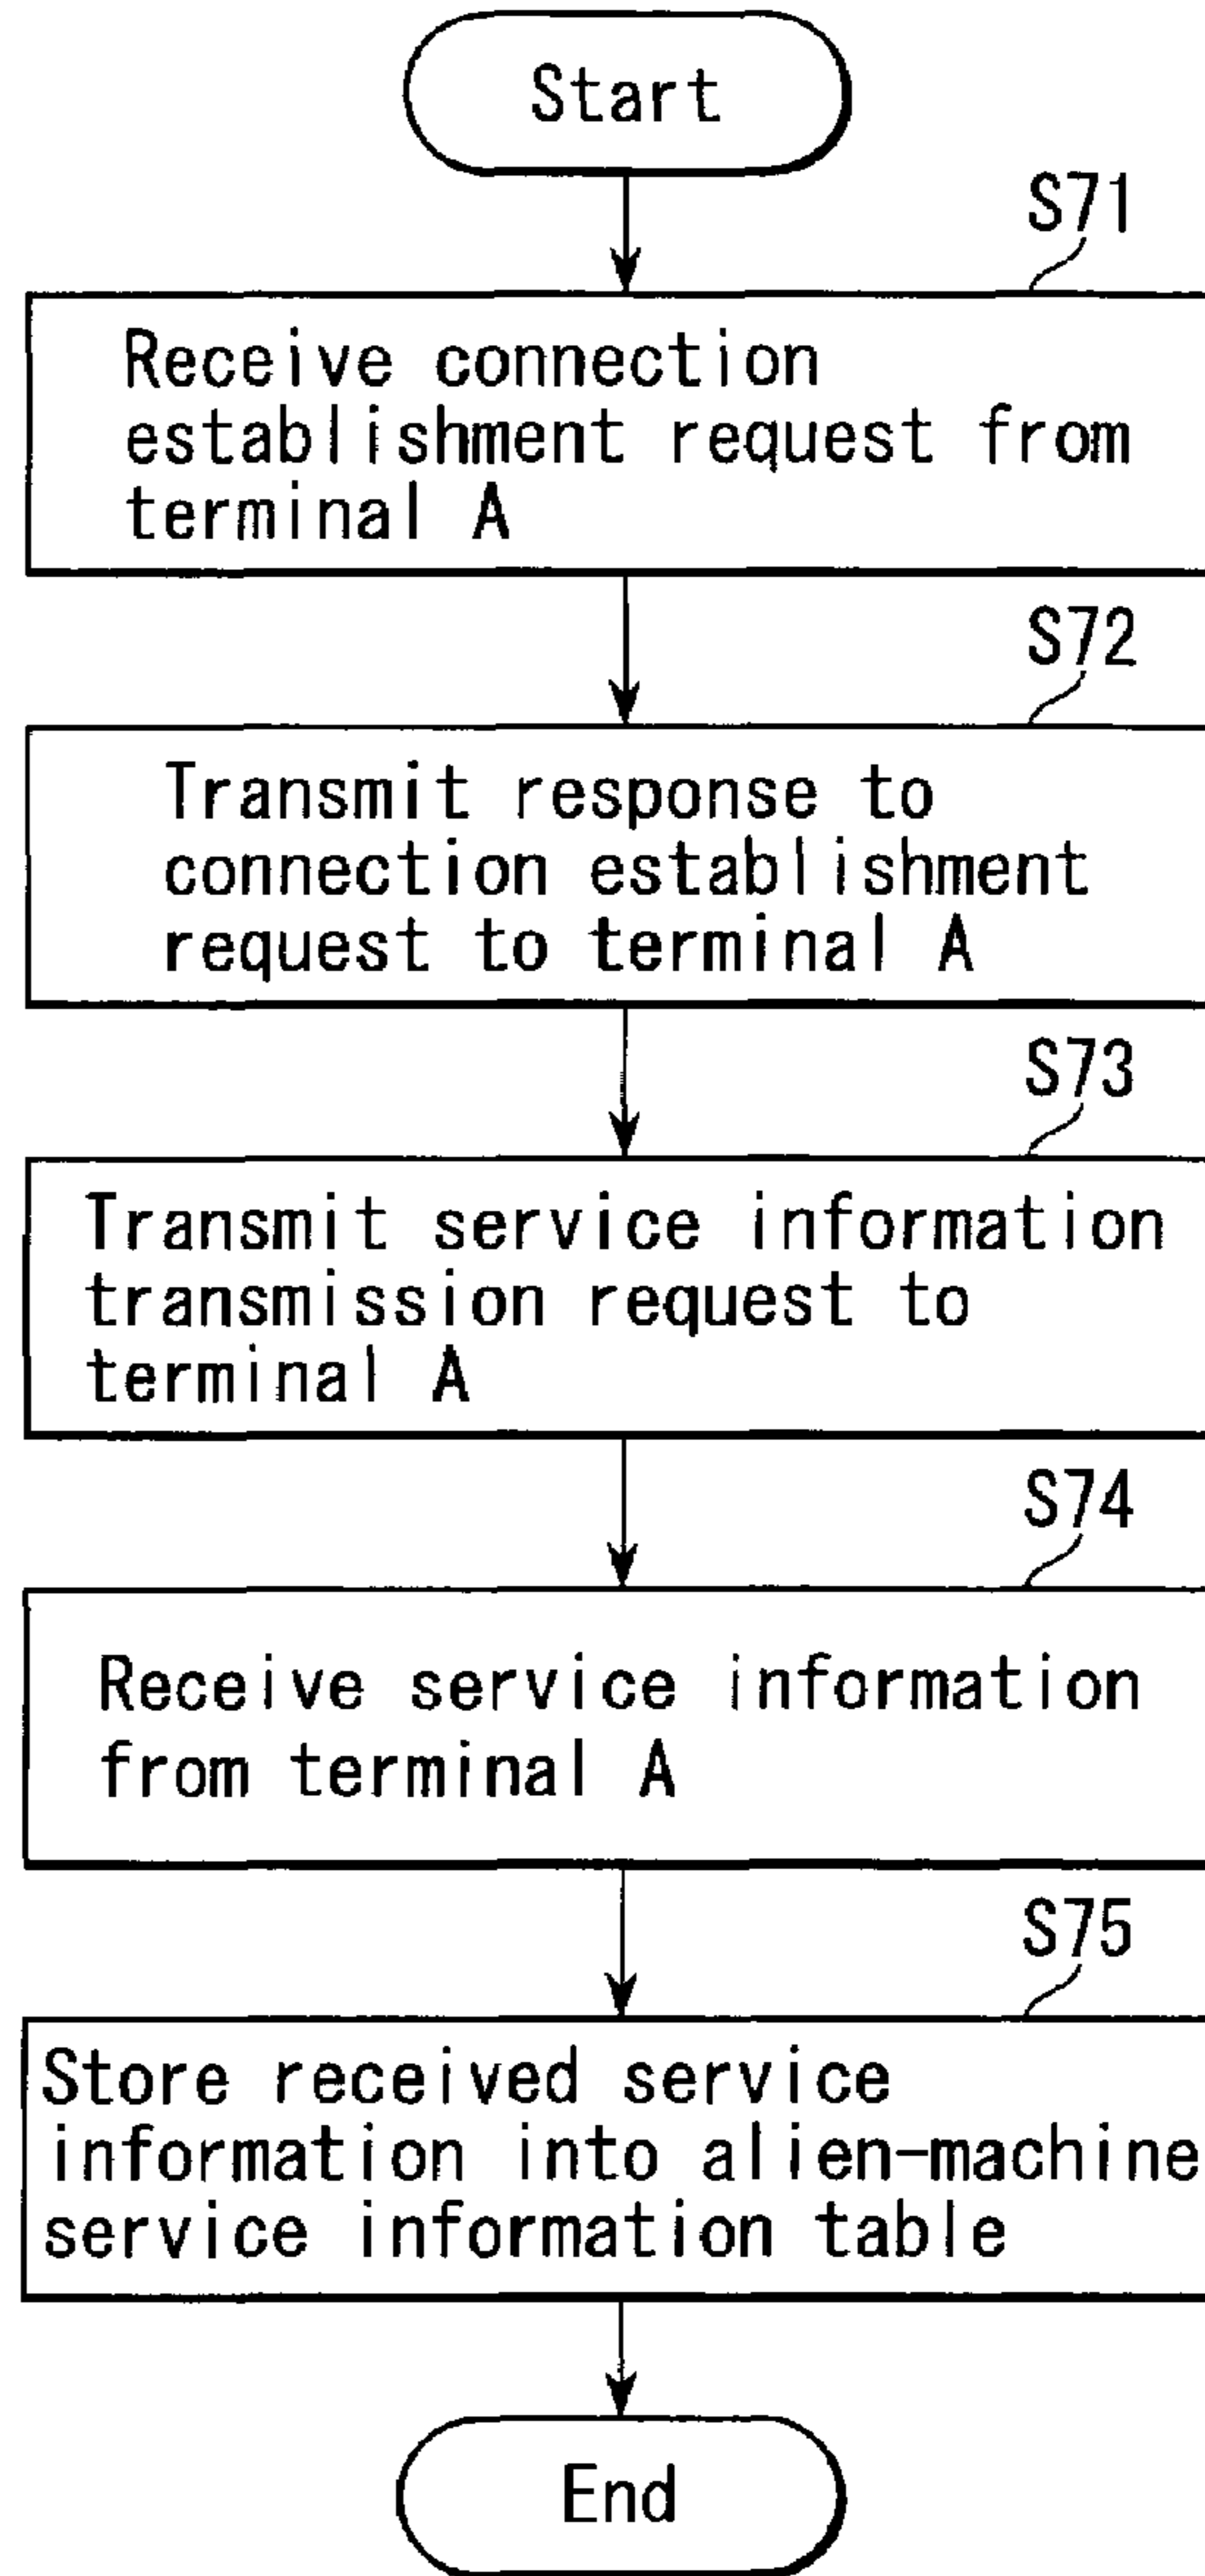 Start
S71
Receive connection
establishment request from
terminal A
S72
Transmit response to
connection establishment
request to terminal A
S73
Transmit service information
transmission request to
terminal A
S74
Receive service information
from terminal A
S75
Store received service
information into alien-machine
service information table
End